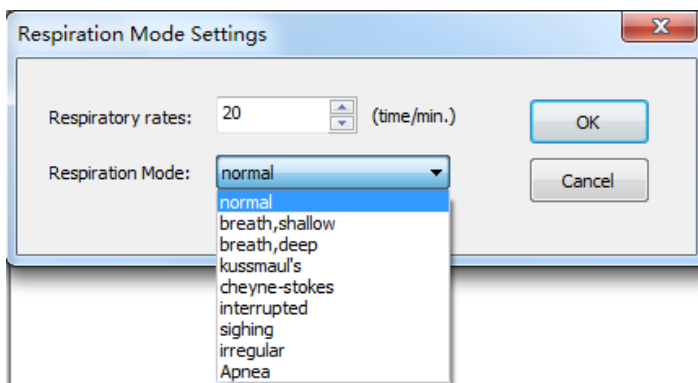 Respiration Mode Settings
Respiratory rates: 20 (time/min.) OK
Respiration Mode: normal Cancel
normal
breath,shallow
breath,deep
kussmaul's
cheyne-stokes
interrupted
sighing
irregular
Apnea